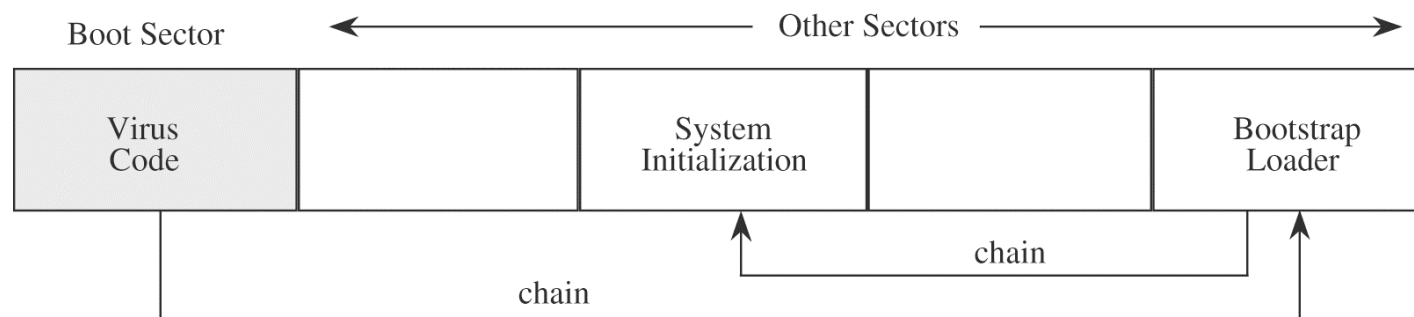 Boot Sector
Other Sectors
Virus
Code
System
Initialization
Bootstrap
Loader
chain
chain